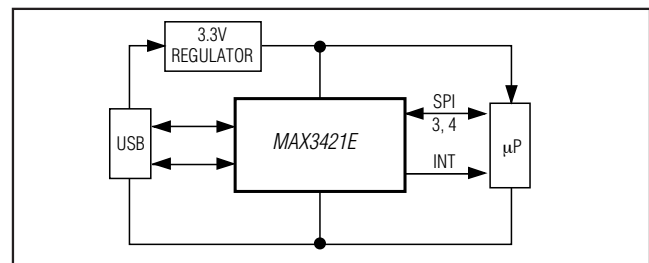 3.3V
REGULATOR
USB
MAX3421E
SPI
3, 4
INT
μP